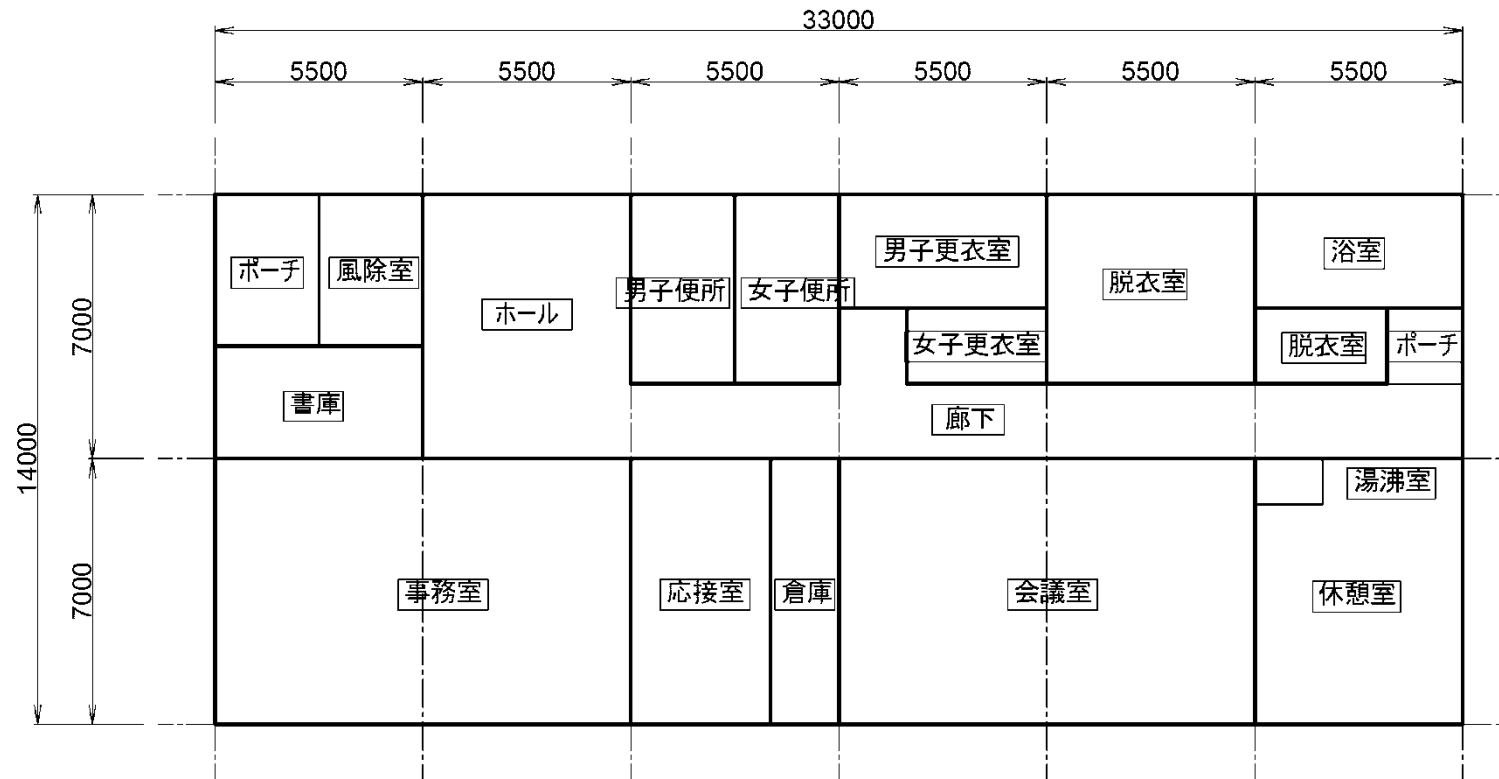 33000
5500
5500
5500
5500
5500
5500
14000
7000
7000
ポーチ
風除室
ホール
男子便所
女子便所
男子更衣室
脱衣室
浴室
女子更衣室
脱衣室
ポーチ
書庫
廊下
湯沸室
事務室
応接室
倉庫
会議室
休憩室